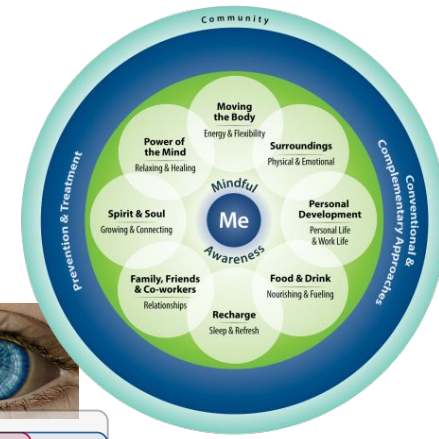 Community
Prevention & Treatment
Conventional &
Complementary Approaches
Moving
the Body
Energy & Flexibility
Surroundings
Physical & Emotional
Personal
Development
Personal Life
& Work Life
Food & Drink
Nourishing & Fueling
Recharge
Sleep & Refresh
Family, Friends
& Co-workers
Relationships
Spirit & Soul
Growing & Connecting
Power of
the Mind
Relaxing & Healing
Mindful
Me
Awareness